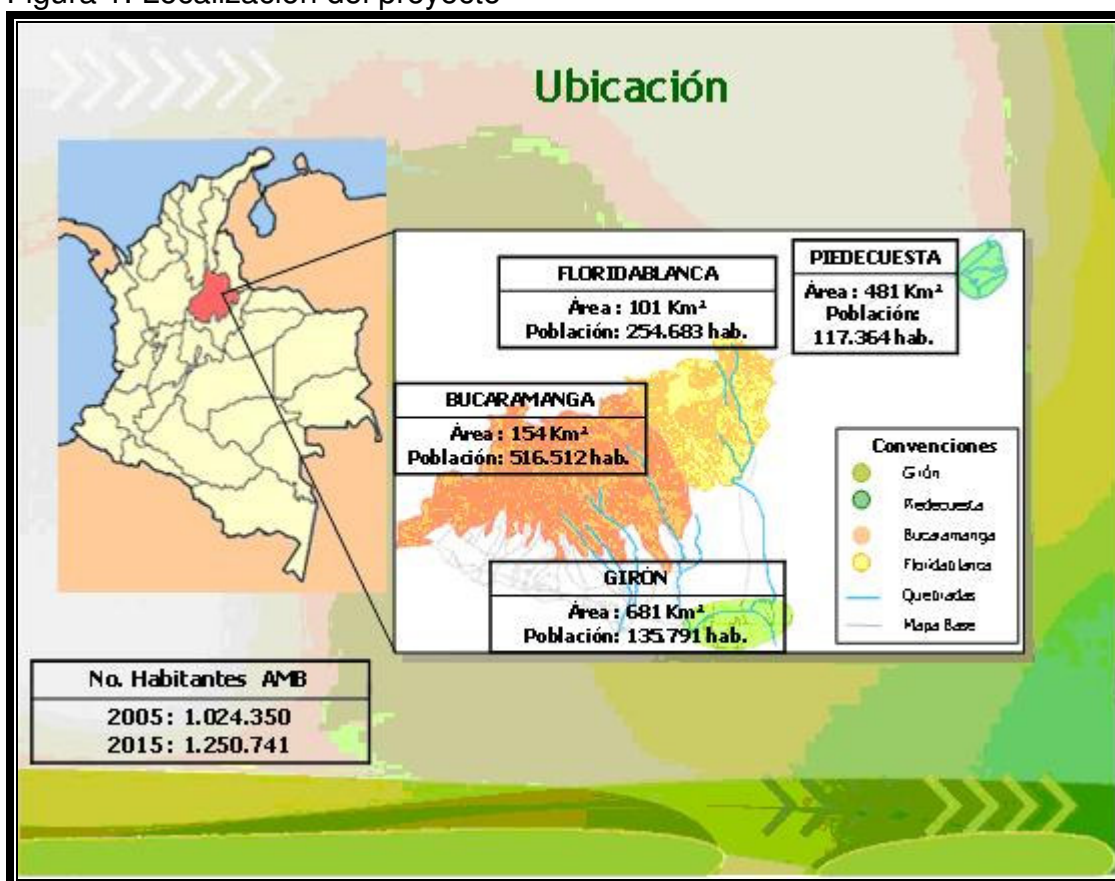 Figura 1. Localización del proyecto
Ubicación
FLORIDABLANCA
Área : 101 Km²
Población: 254.683 hab.
PIEDECUESTA
Área : 481 Km²
Población:
117.364 hab.
BUCARAMANGA
Área : 154 Km²
Población: 516.512 hab.
GIRÓN
Área : 681 Km²
Población: 135.791 hab.
Convenciones
Girón
Piedecuesta
Bucaramanga
Floridablanca
Quebradas
Mapa Base
No. Habitantes AMB
2005: 1.024.350
2015: 1.250.741